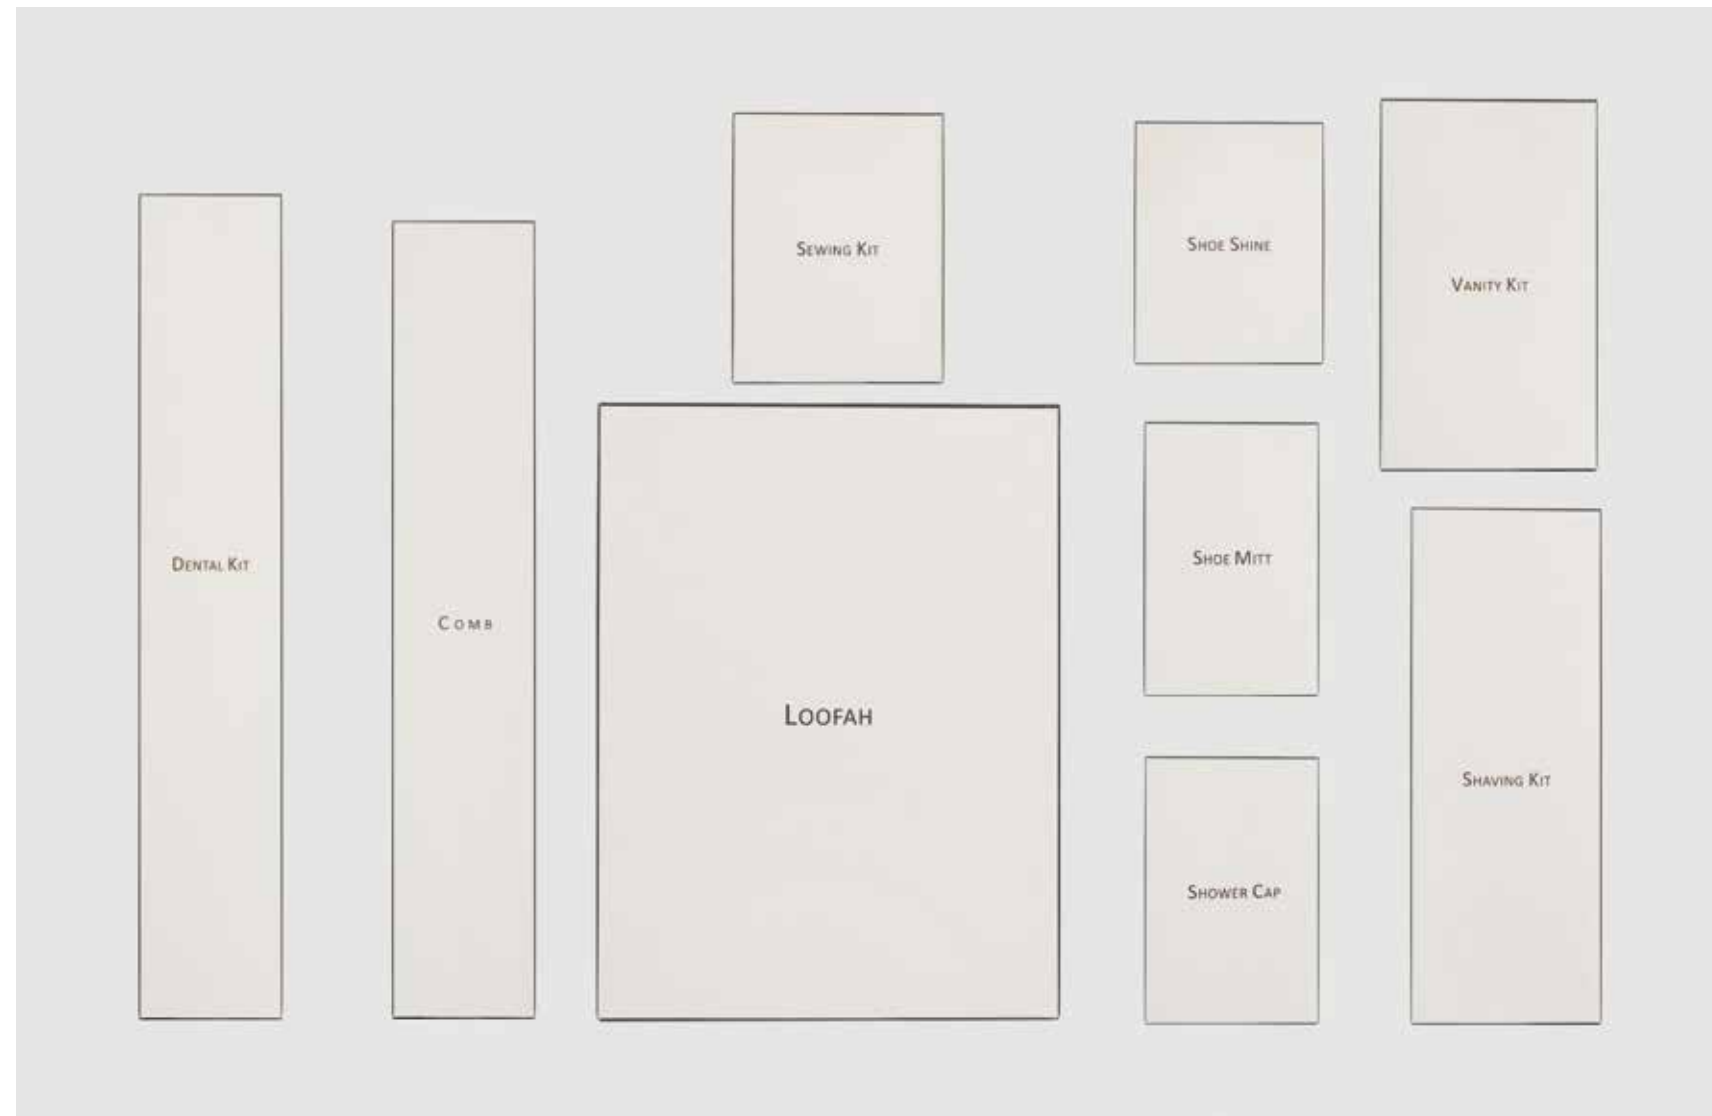 Dental Kit
Comb
Sewing Kit
Loofah
Shoe Shine
Shoe Mitt
Shower Cap
Vanity Kit
Shaving Kit